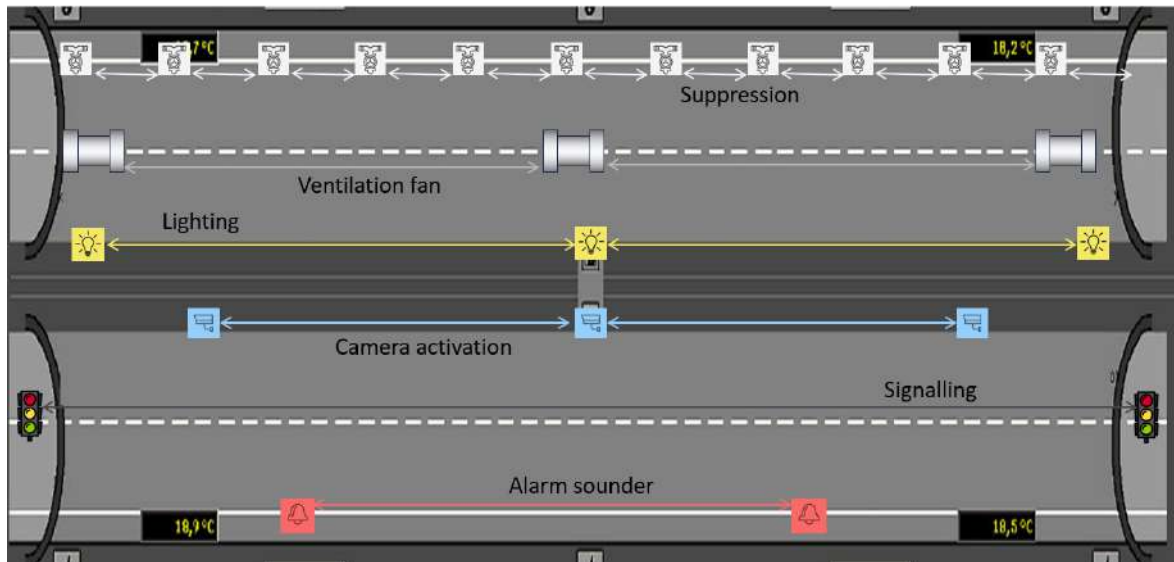 18,2°C
Suppression
Ventilation fan
Lighting
Camera activation
Signalling
Alarm sounder
18,9°C
18,5°C